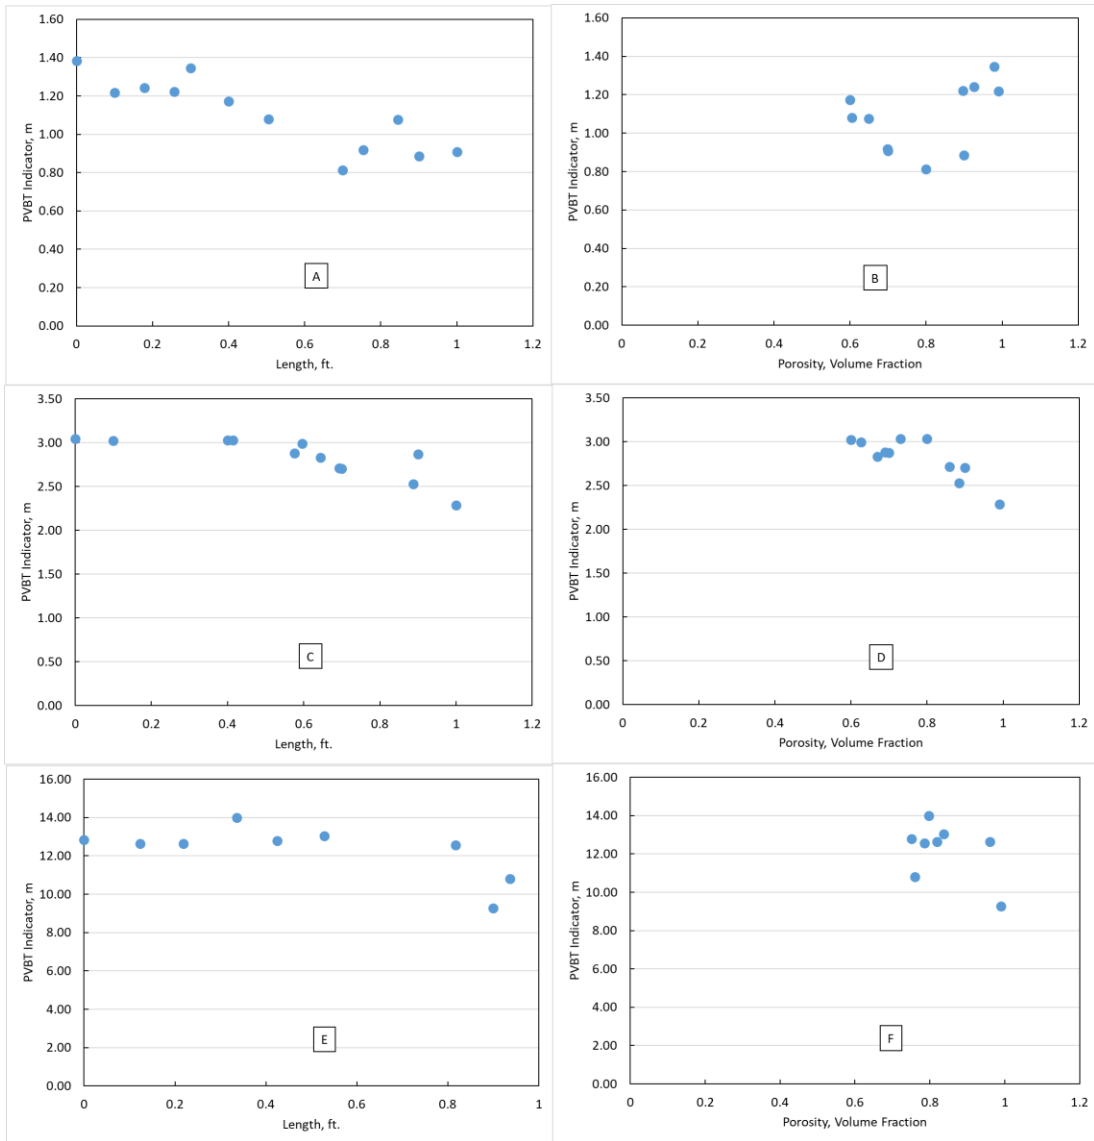 1.60
1.40
1.20
1.00
0.80
0.60
0.40
0.20
0.00
PVBT Indicator, m
A
0 0.2 0.4 0.6 0.8 1 1.2
Length, ft.
1.60
1.40
1.20
1.00
0.80
0.60
0.40
0.20
0.00
PVBT Indicator, m
B
0 0.2 0.4 0.6 0.8 1 1.2
Porosity, Volume Fraction
3.50
3.00
2.50
2.00
1.50
1.00
0.50
0.00
PVBT Indicator, m
C
0 0.2 0.4 0.6 0.8 1 1.2
Length, ft.
3.50
3.00
2.50
2.00
1.50
1.00
0.50
0.00
PVBT Indicator, m
D
0 0.2 0.4 0.6 0.8 1 1.2
Porosity, Volume Fraction
16.00
14.00
12.00
10.00
8.00
6.00
4.00
2.00
0.00
PVBT Indicator, m
E
0 0.2 0.4 0.6 0.8 1
Length, ft.
16.00
14.00
12.00
10.00
8.00
6.00
4.00
2.00
0.00
PVBT Indicator, m
F
0 0.2 0.4 0.6 0.8 1 1.2
Porosity, Volume Fraction